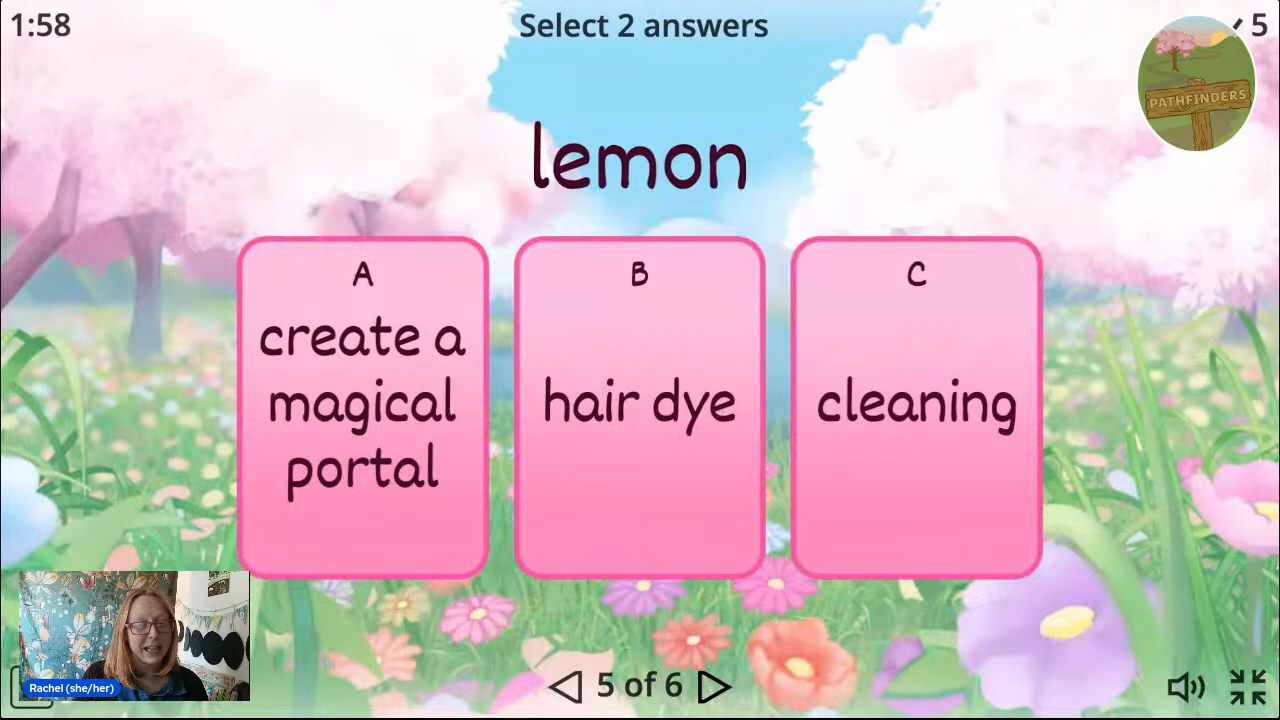 1:58
Select 2 answers
✓ 5
PATHFINDERS
lemon
A
create a
magical
portal
B
hair dye
C
cleaning
Rachel (she/her)
5 of 6